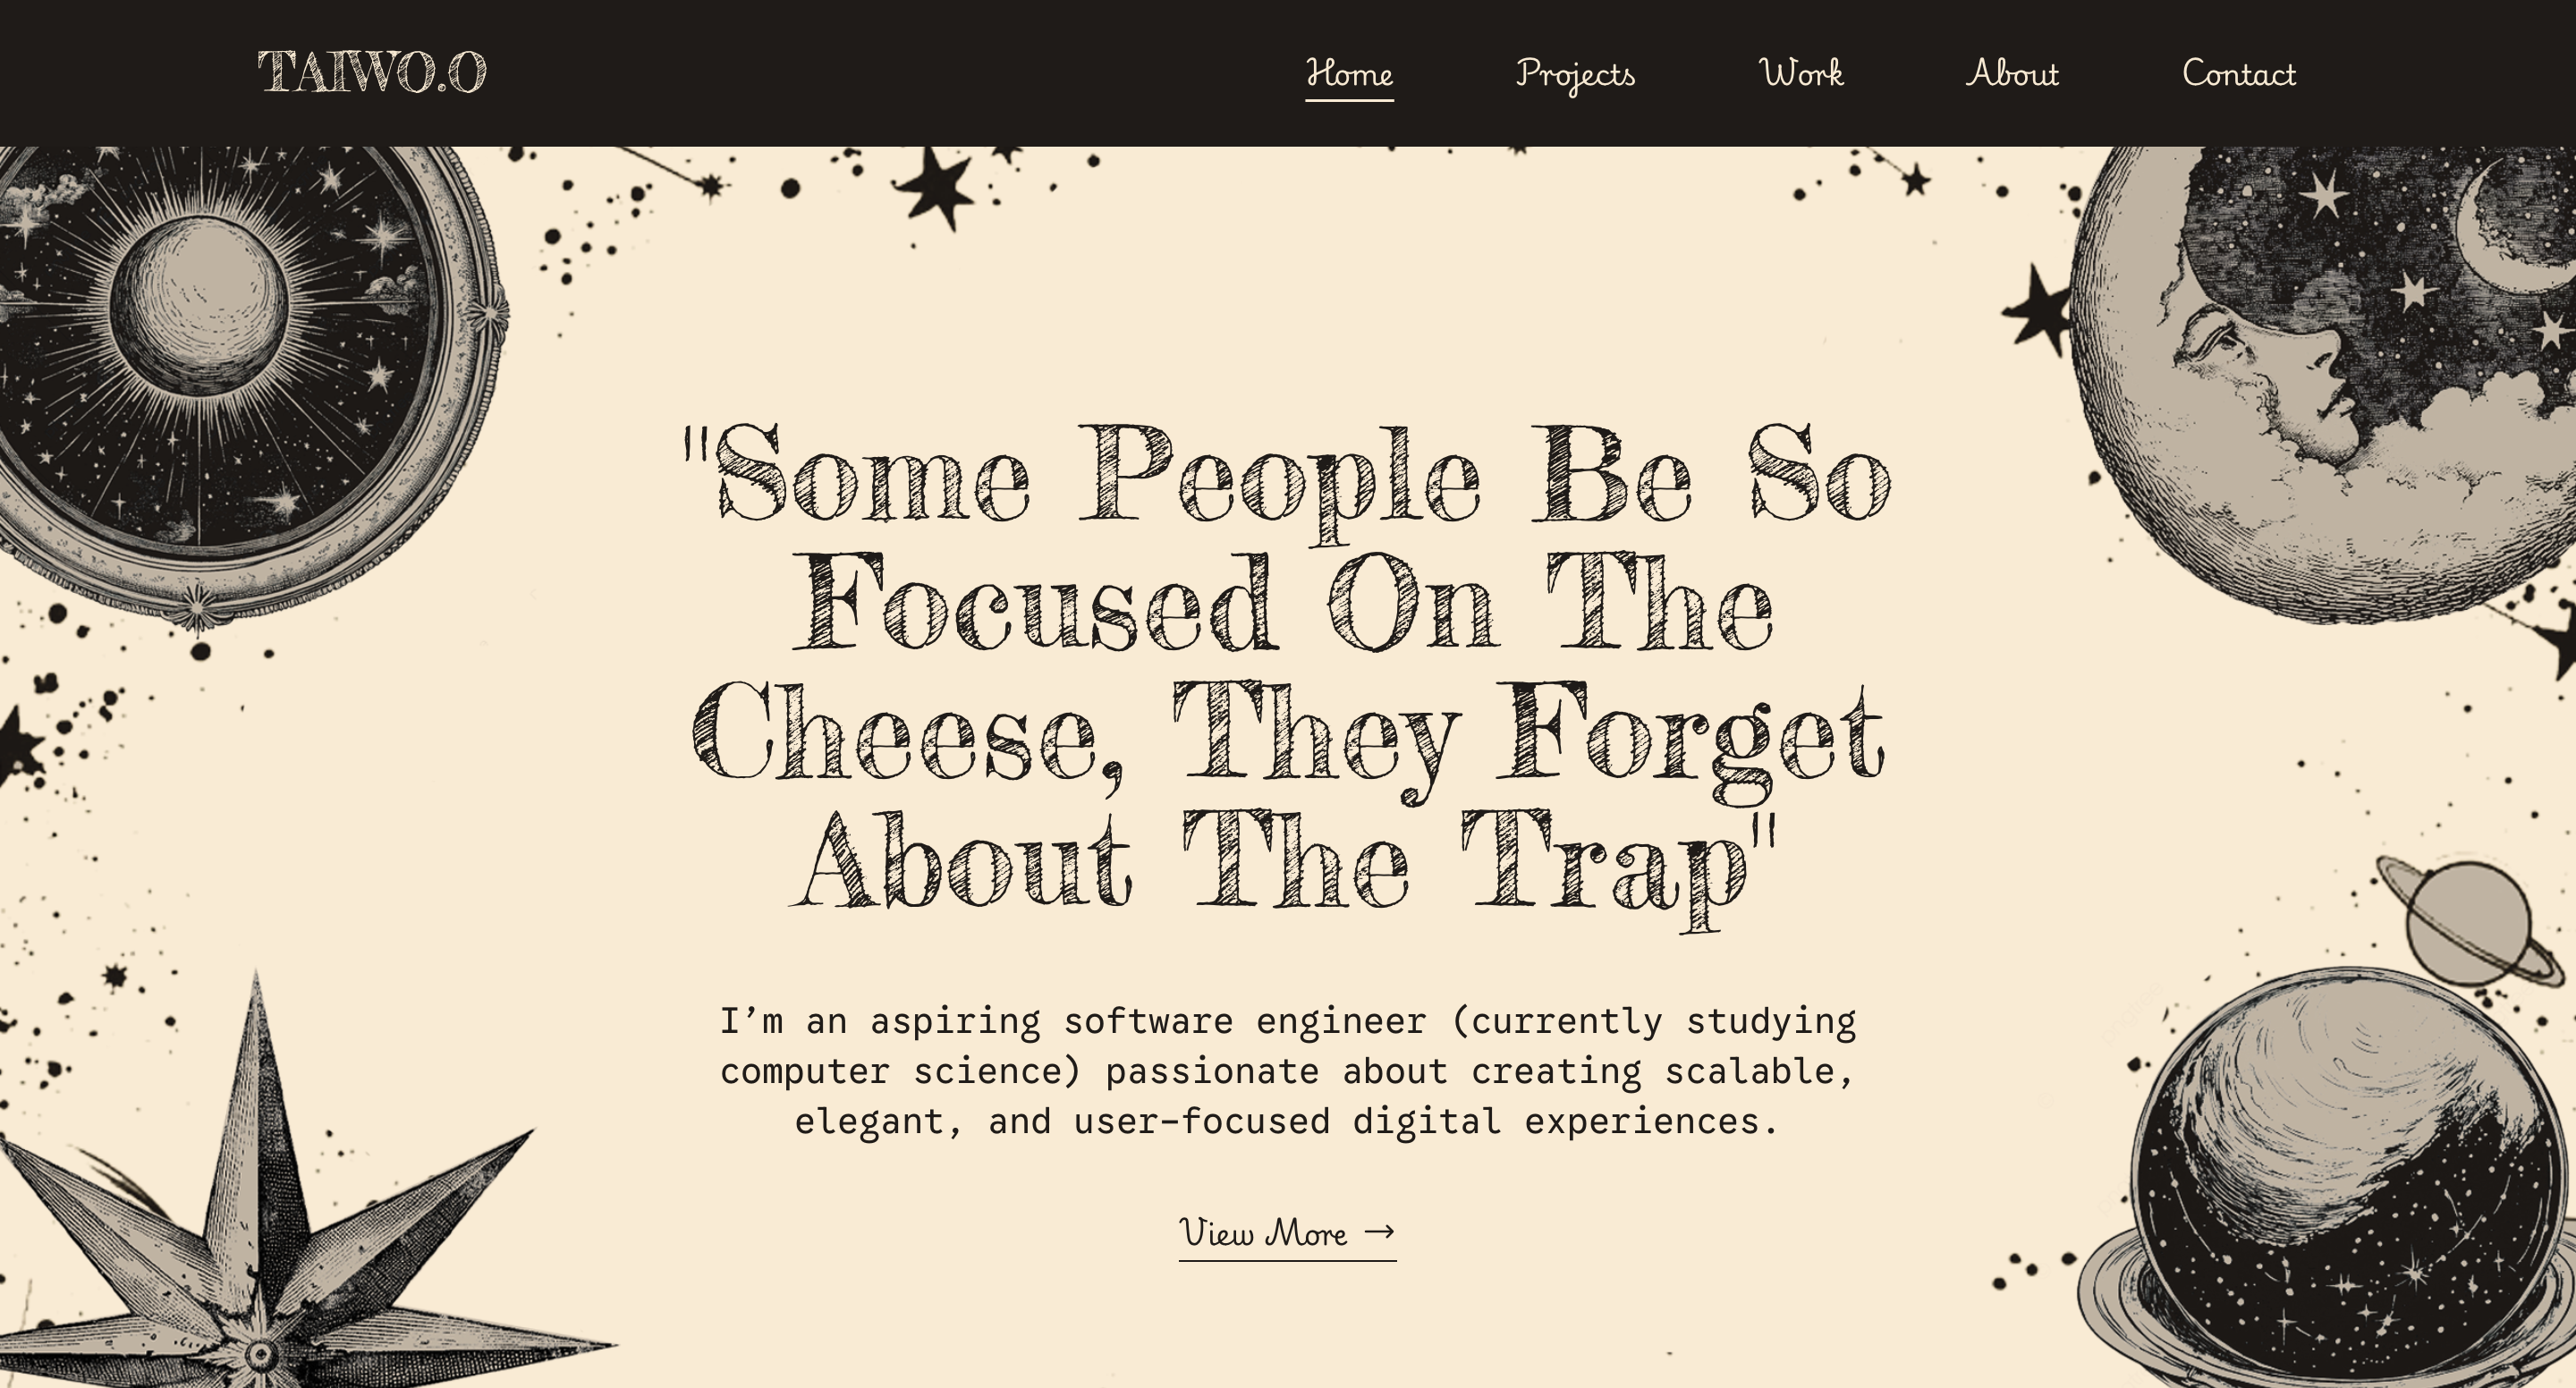 TAIWO.O
Home Projects Work About Contact
"Some People Be So
Focused On The
Cheese, They Forget
About The Trap"
I’m an aspiring software engineer (currently studying
computer science) passionate about creating scalable,
elegant, and user-focused digital experiences.
View More →